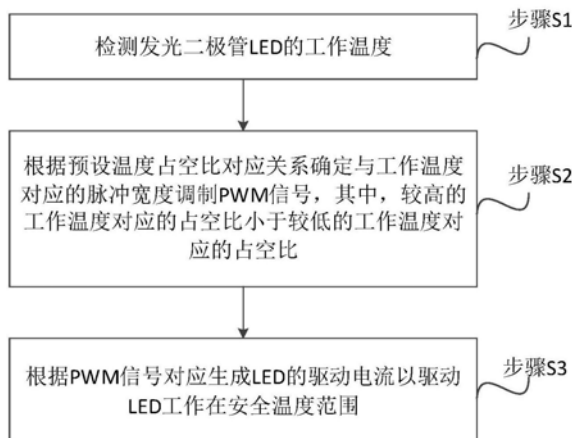 步骤S1
检测发光二极管LED的工作温度
步骤S2
根据预设温度占空比对应关系确定与工作温度
对应的脉冲宽度调制PWM信号，其中，较高的
工作温度对应的占空比小于较低的工作温度对
应的占空比
步骤S3
根据PWM信号对应生成LED的驱动电流以驱动
LED工作在安全温度范围